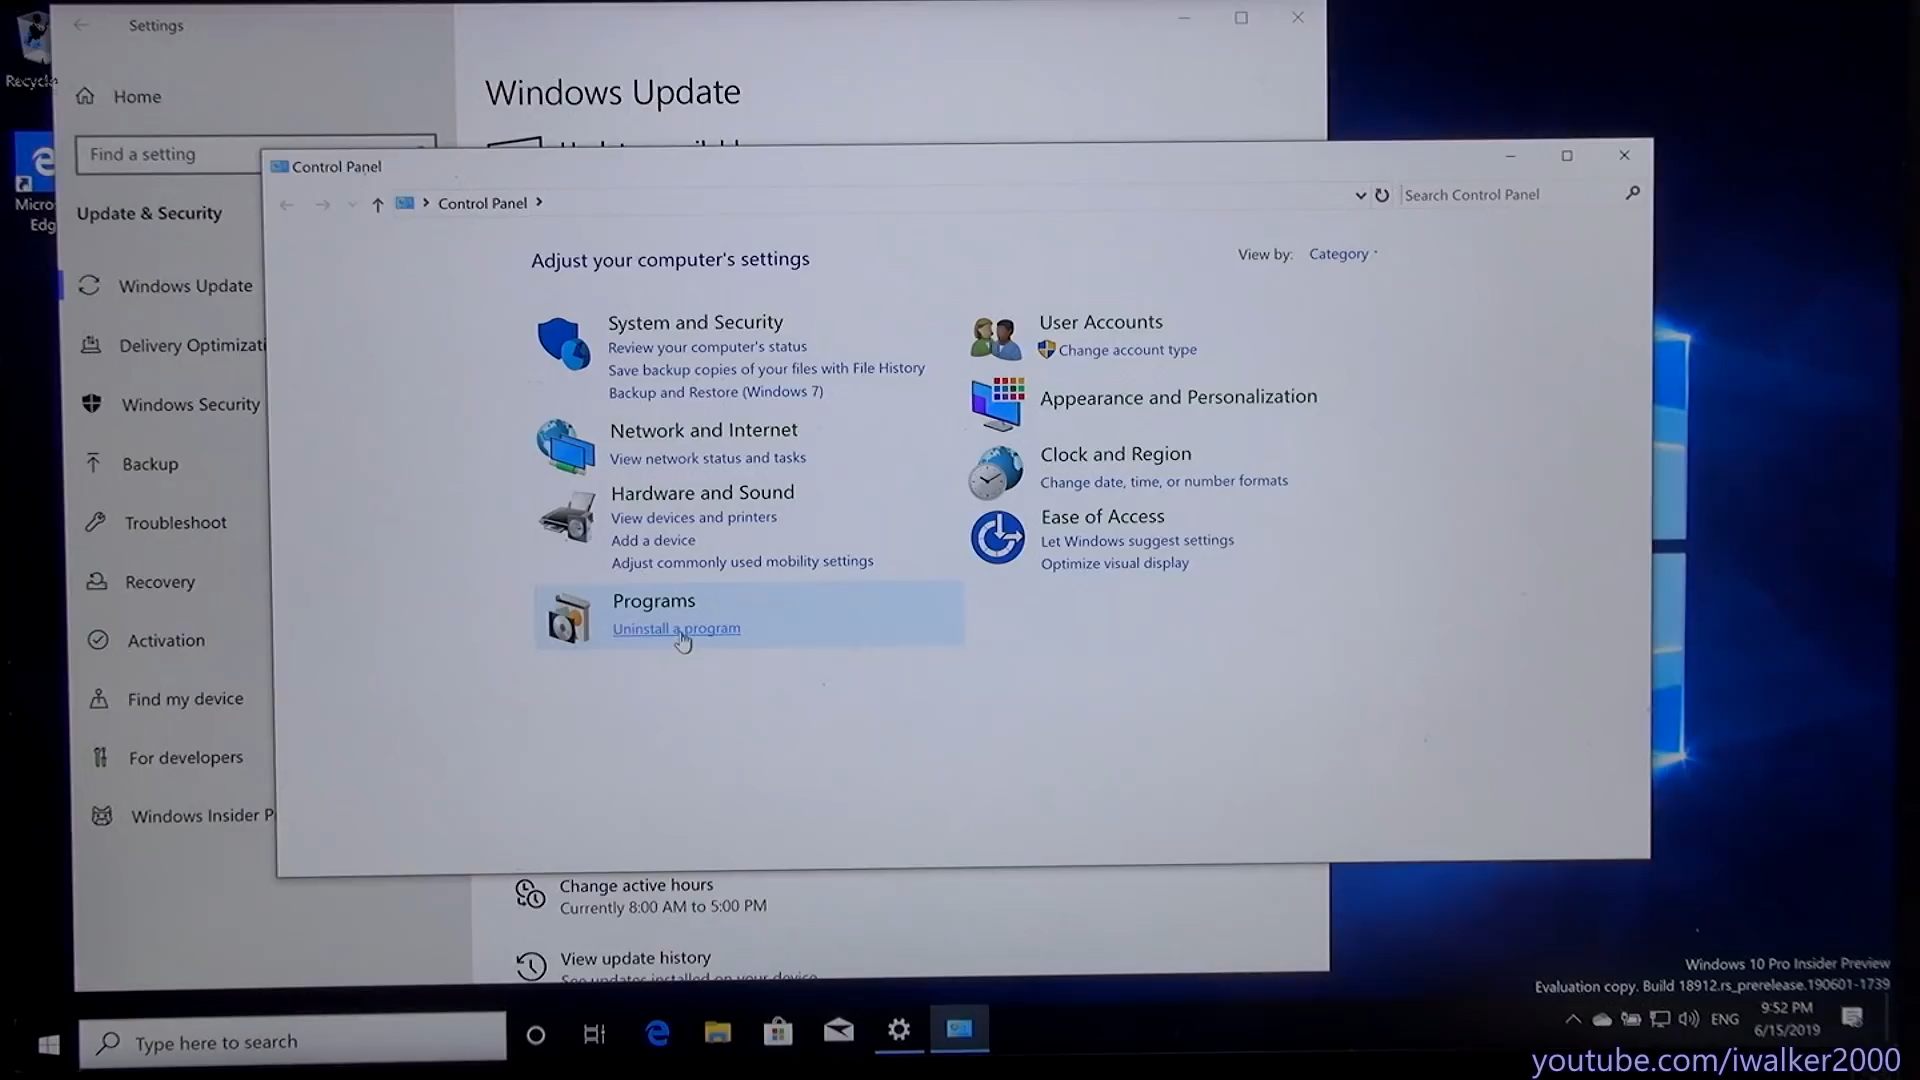 Settings
Recycle
Home
Find a setting
Update & Security
Micro
Edg
Windows Update
Delivery Optimizati
Windows Security
Backup
Troubleshoot
Recovery
Activation
Find my device
For developers
Windows Insider P
Windows Update
Control Panel
Control Panel
Search Control Panel
Adjust your computer's settings
View by: Category
System and Security
Review your computer's status
Save backup copies of your files with File History
Backup and Restore (Windows 7)
Network and Internet
View network status and tasks
Hardware and Sound
View devices and printers
Add a device
Adjust commonly used mobility settings
Programs
Uninstall a program
User Accounts
Change account type
Appearance and Personalization
Clock and Region
Change date, time, or number formats
Ease of Access
Let Windows suggest settings
Optimize visual display
Change active hours
Currently 8:00 AM to 5:00 PM
View update history
See updates installed on your device
Windows 10 Pro Insider Preview
Evaluation copy. Build 18912.rs_prerelease.190601-1739
Type here to search
ENG
9:52 PM
6/15/2019
youtube.com/iwalker2000